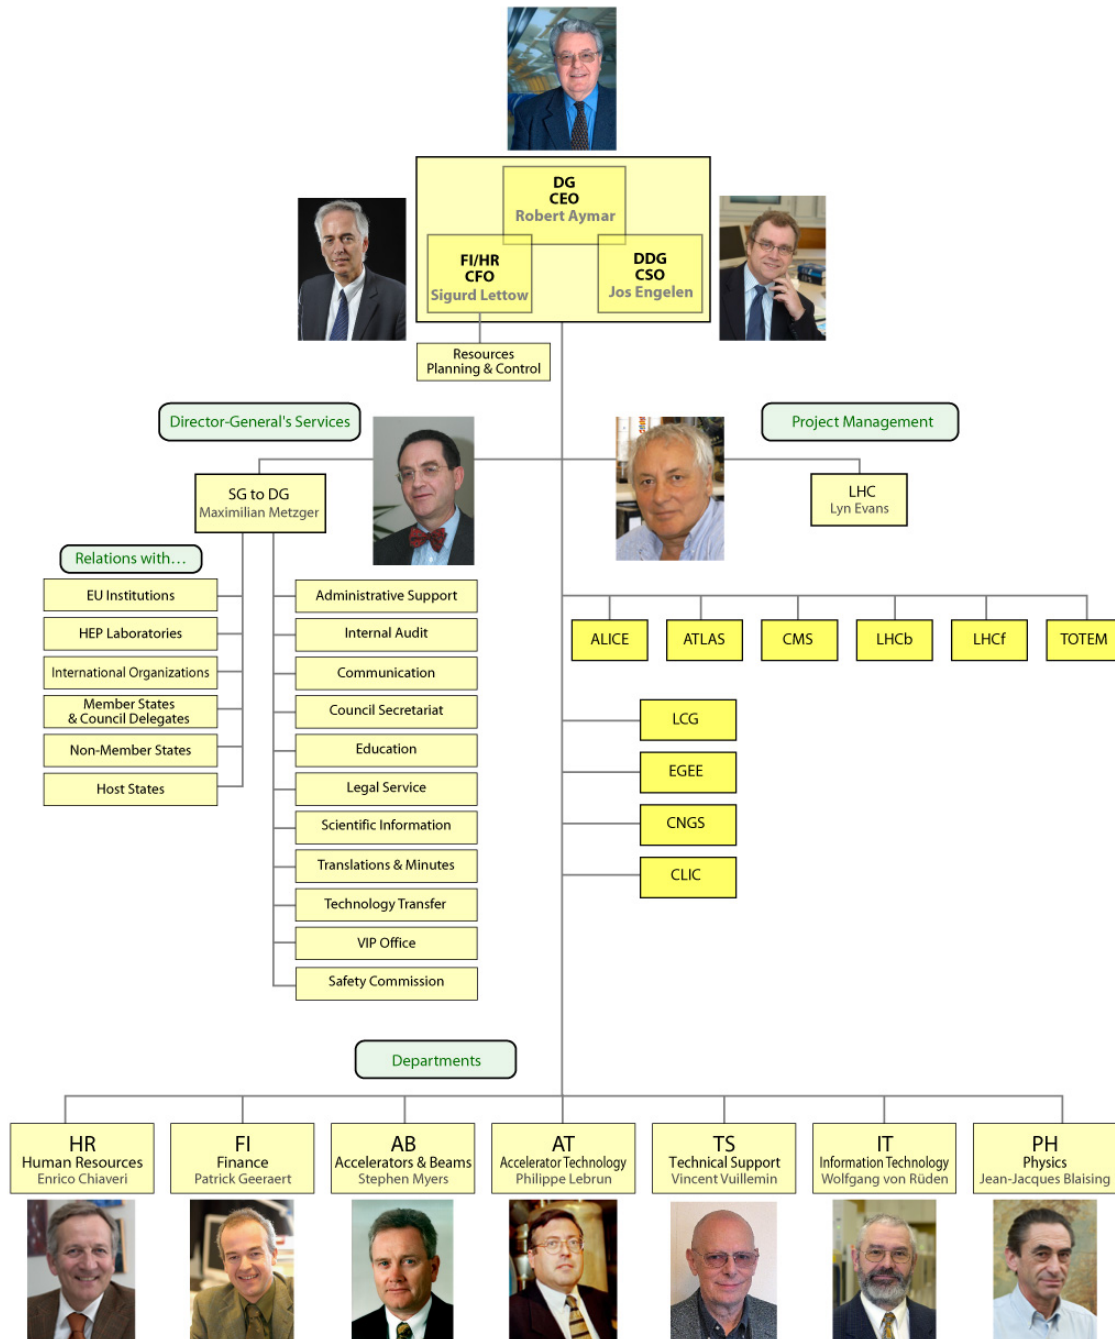 DG
CEO
Robert Aymar
FI/HR
CFO
Sigurd Lettow
DDG
CSO
Jos Engelen
Resources
Planning & Control
Director-General's Services
Project Management
SG to DG
Maximilian Metzger
LHC
Lyn Evans
Relations with...
EU Institutions
HEP Laboratories
International Organizations
Member States
& Council Delegates
Non-Member States
Host States
Administrative Support
Internal Audit
Communication
Council Secretariat
Education
Legal Service
Scientific Information
Translations & Minutes
Technology Transfer
VIP Office
Safety Commission
ALICE
ATLAS
CMS
LHCb
LHCf
TOTEM
LCG
EGEE
CNGS
CLIC
Departments
HR
Human Resources
Enrico Chiaveri
FI
Finance
Patrick Geeraert
AB
Accelerators & Beams
Stephen Myers
AT
Accelerator Technology
Philippe Lebrun
TS
Technical Support
Vincent Vuillemin
IT
Information Technology
Wolfgang von Rüden
PH
Physics
Jean-Jacques Blaising